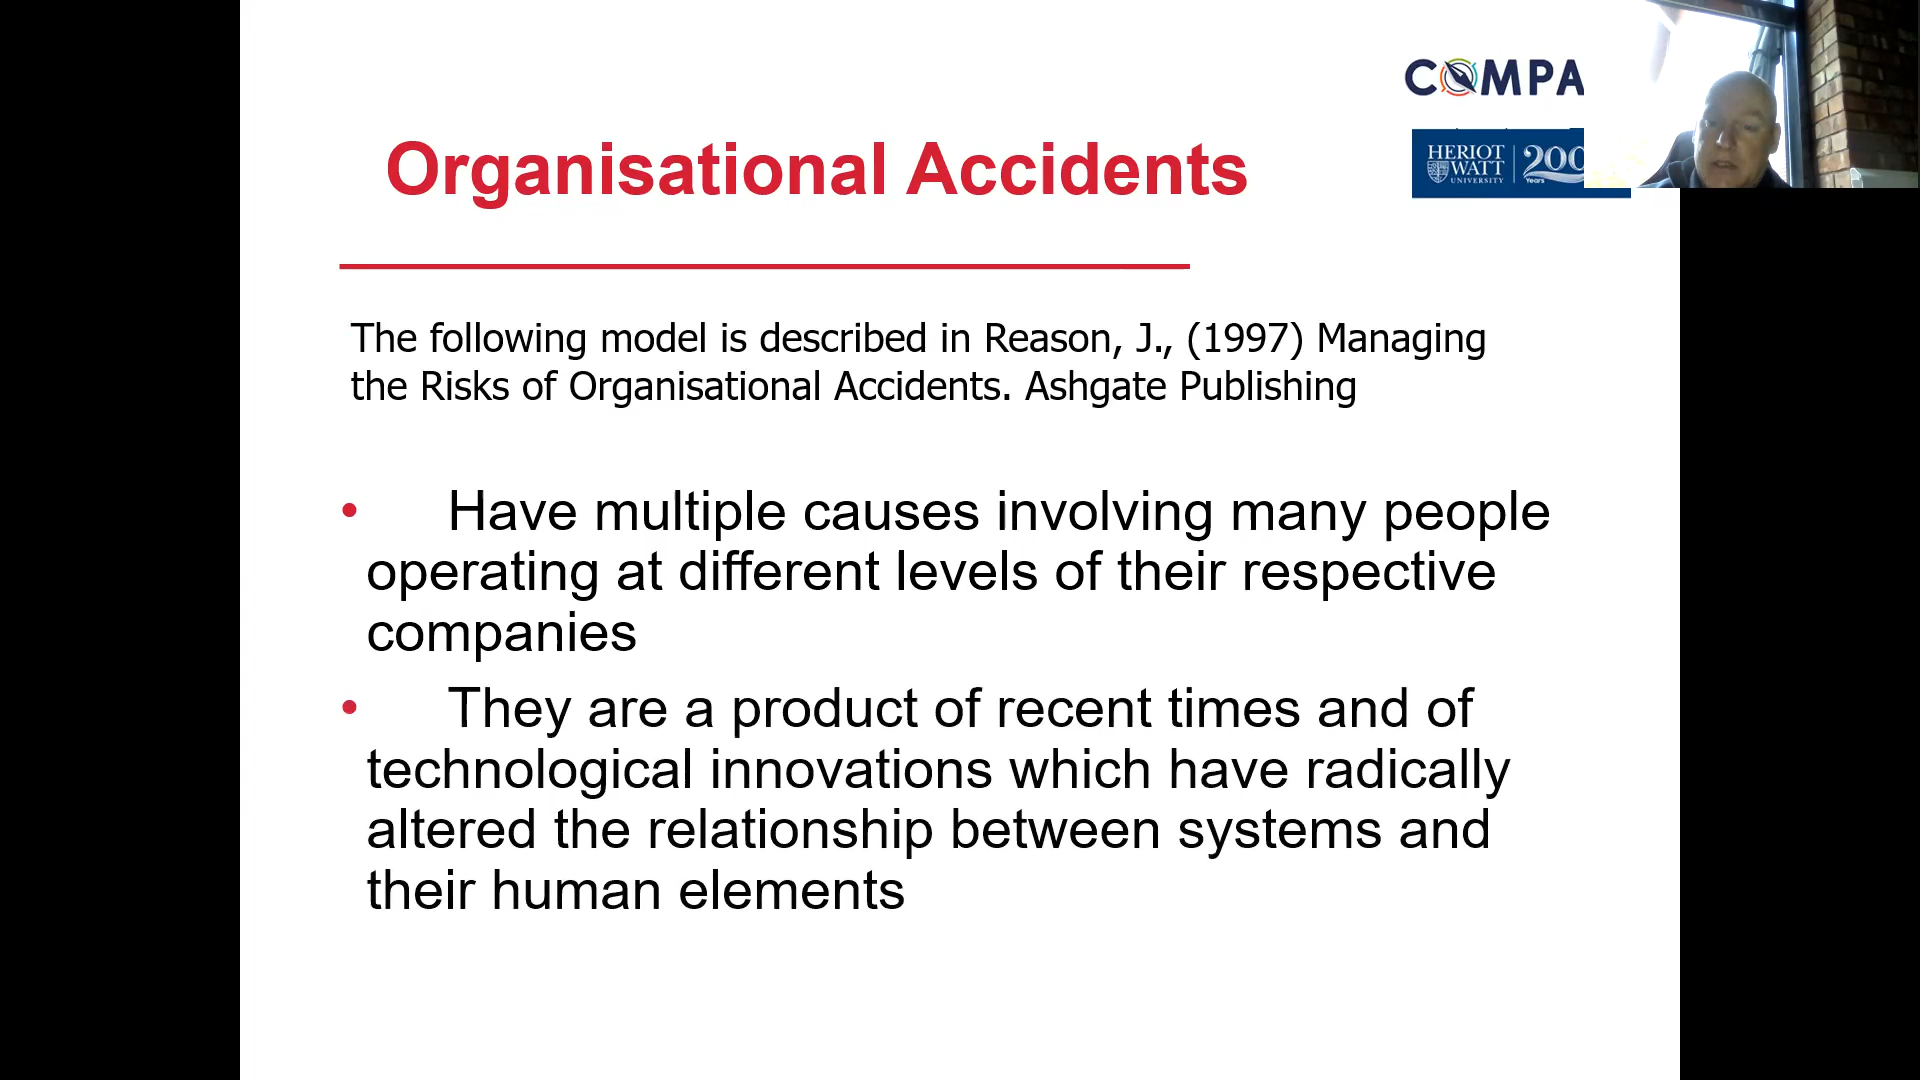 COMPA
HERIOT
WATT
UNIVERSITY
200
Years
Organisational Accidents
The following model is described in Reason, J., (1997) Managing
the Risks of Organisational Accidents. Ashgate Publishing
• Have multiple causes involving many people
operating at different levels of their respective
companies
• They are a product of recent times and of
technological innovations which have radically
altered the relationship between systems and
their human elements